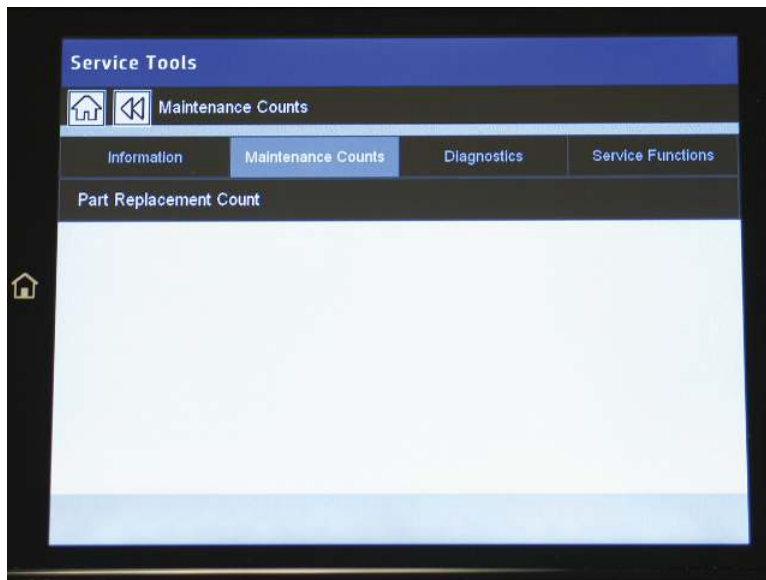 Service Tools
Maintenance Counts
Information Maintenance Counts Diagnostics Service Functions
Part Replacement Count